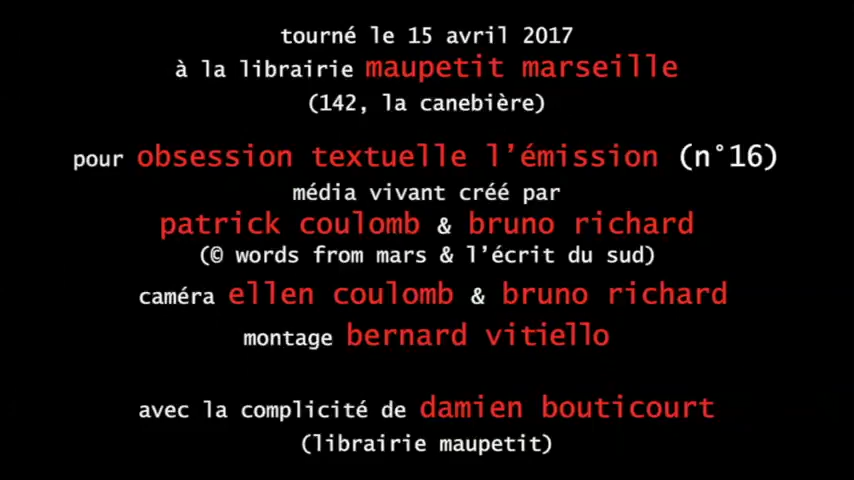 tourné le 15 avril 2017
à la librairie maupetit marseille
(142, la canebière)
pour obsession textuelle l'émission (n°16)
média vivant créé par
patrick coulomb & bruno richard
(© words from mars & l'écrit du sud)
caméra ellen coulomb & bruno richard
montage bernard vitiello
avec la complicité de damien bouticourt
(librairie maupetit)